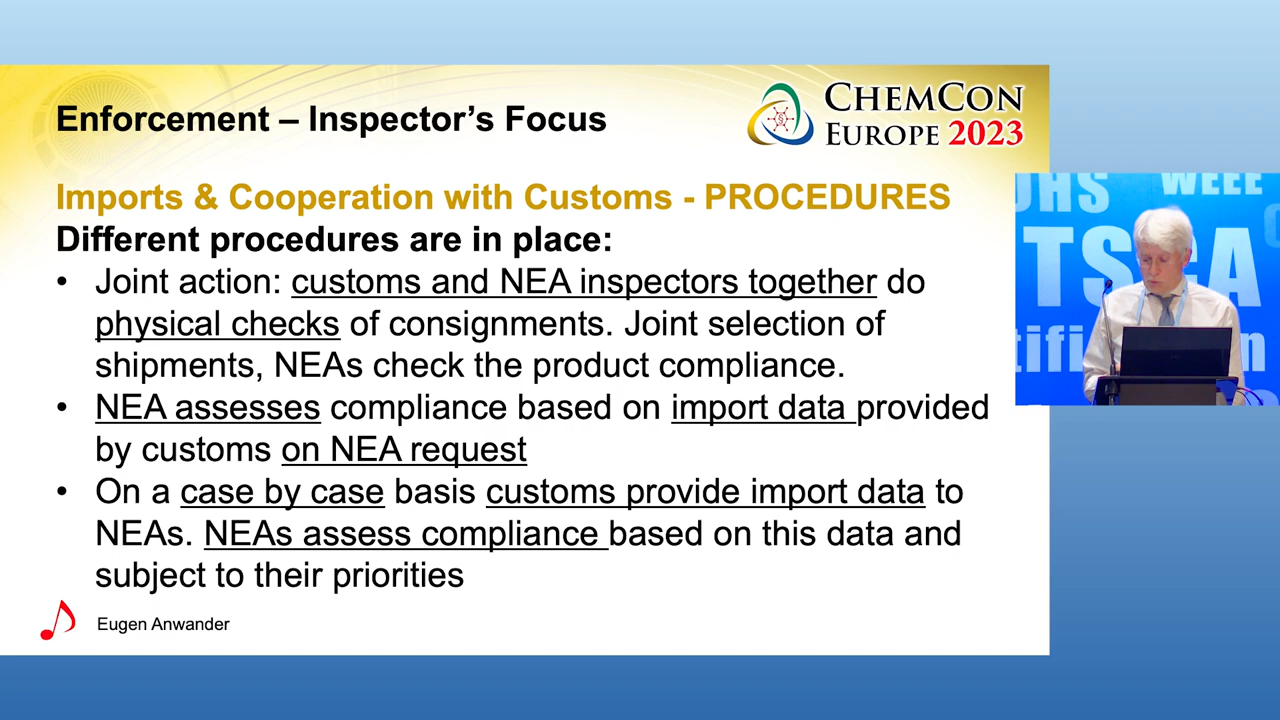 Enforcement – Inspector's Focus
CHEMCON
EUROPE 2023
Imports & Cooperation with Customs - PROCEDURES
Different procedures are in place:
• Joint action: customs and NEA inspectors together do
physical checks of consignments. Joint selection of
shipments, NEAs check the product compliance.
• NEA assesses compliance based on import data provided
by customs on NEA request
• On a case by case basis customs provide import data to
NEAs. NEAs assess compliance based on this data and
subject to their priorities
Eugen Anwander
WEEE